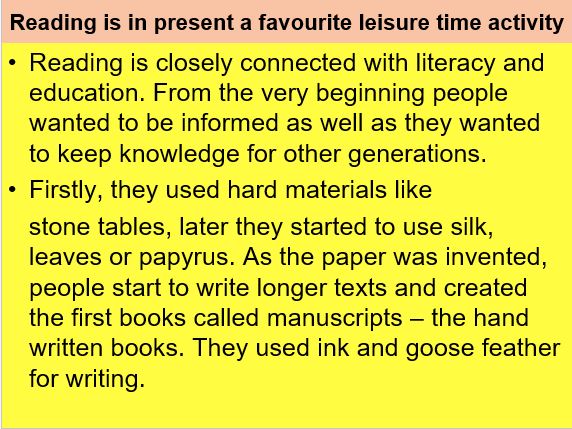 Reading is in present a favourite leisure time activity
• Reading is closely connected with literacy and
education. From the very beginning people
wanted to be informed as well as they wanted
to keep knowledge for other generations.
• Firstly, they used hard materials like
stone tables, later they started to use silk,
leaves or papyrus. As the paper was invented,
people start to write longer texts and created
the first books called manuscripts – the hand
written books. They used ink and goose feather
for writing.